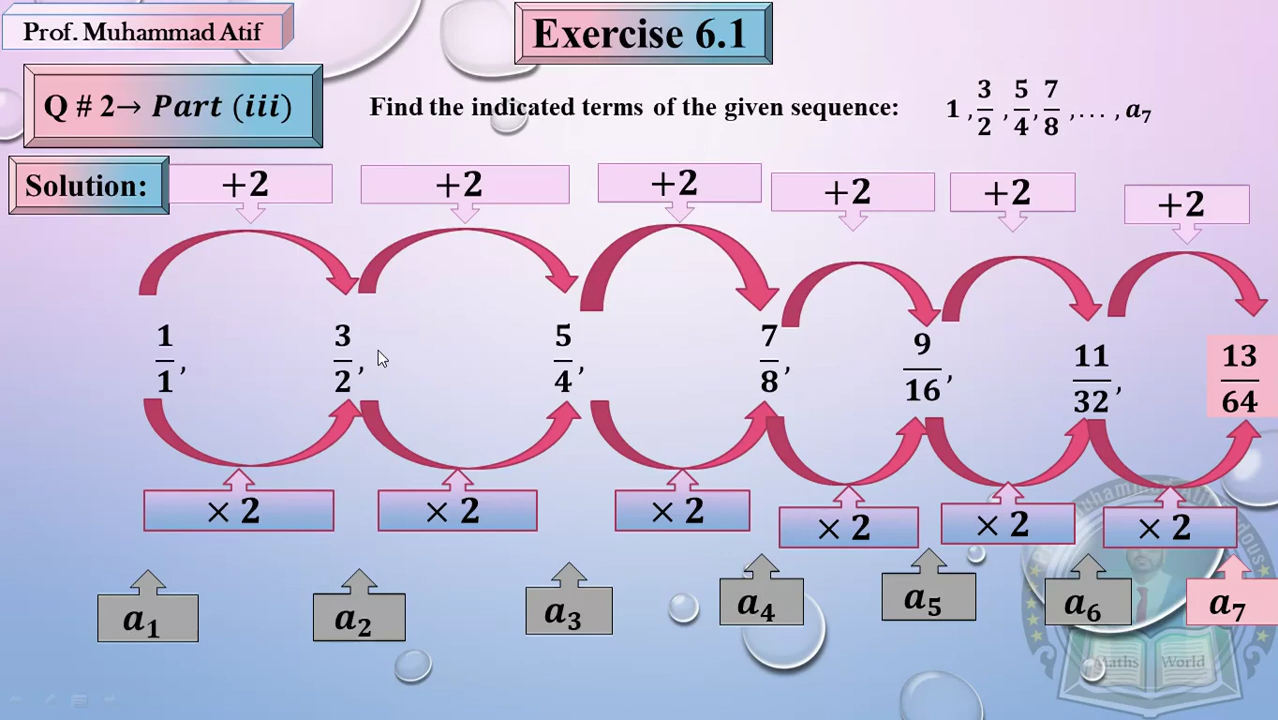 Prof. Muhammad Atif
Exercise 6.1
Q # 2→ Part (iii)
Find the indicated terms of the given sequence: 1 , 3/2 , 5/4 , 7/8 , . . . , a₇
Solution:
+2 +2 +2 +2 +2 +2
1/1, 3/2, 5/4, 7/8, 9/16, 11/32, 13/64
× 2 × 2 × 2 × 2 × 2 × 2
a₁ a₂ a₃ a₄ a₅ a₆ a₇
Maths World